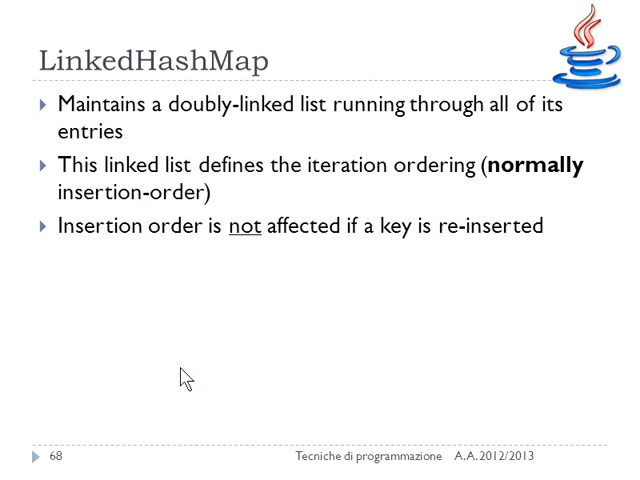 LinkedHashMap
Maintains a doubly-linked list running through all of its
entries
This linked list defines the iteration ordering (normally
insertion-order)
Insertion order is not affected if a key is re-inserted
68 Tecniche di programmazione A.A. 2012/2013